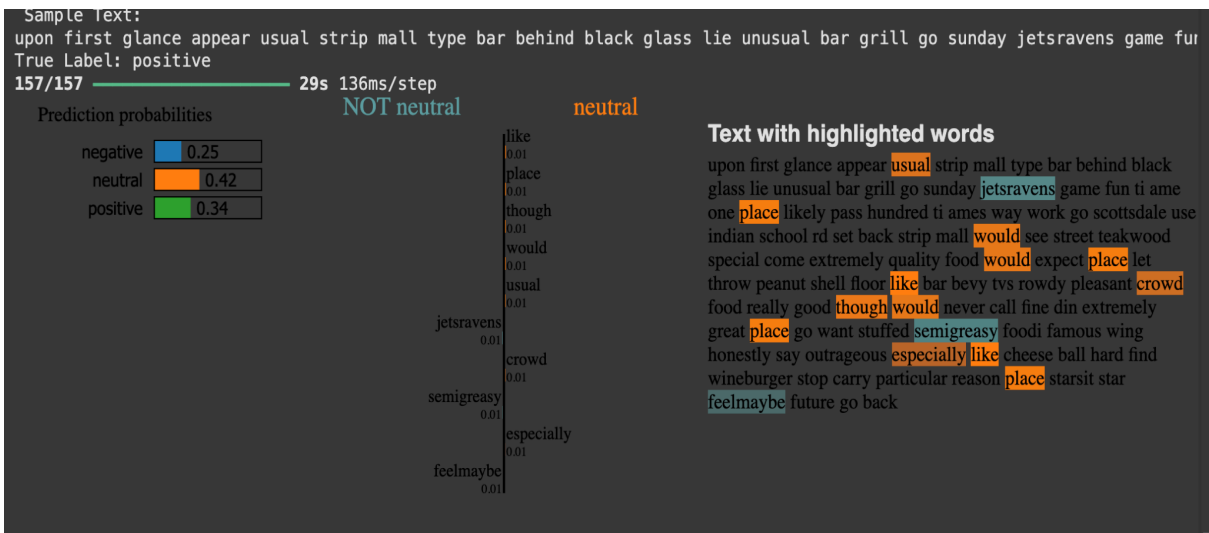 Sample Text:
upon first glance appear usual strip mall type bar behind black glass lie unusual bar grill go sunday jetsravens game fun
True Label: positive
157/157 29s 136ms/step
Prediction probabilities
negative 0.25
neutral 0.42
positive 0.34
NOT neutral neutral
like
0.01
place
0.01
though
0.01
would
0.01
usual
0.01
jetsravens
0.01
crowd
0.01
semigreasy
0.01
especially
0.01
feelmaybe
0.01
Text with highlighted words
upon first glance appear usual strip mall type bar behind black
glass lie unusual bar grill go sunday jetsravens game fun ti ame
one place likely pass hundred ti ames way work go scottsdale use
indian school rd set back strip mall would see street teakwood
special come extremely quality food would expect place let
throw peanut shell floor like bar bevy tvs rowdy pleasant crowd
food really good though would never call fine din extremely
great place go want stuffed semigreasy foodi famous wing
honestly say outrageous especially like cheese ball hard find
wineburger stop carry particular reason place starsit star
feelmaybe future go back